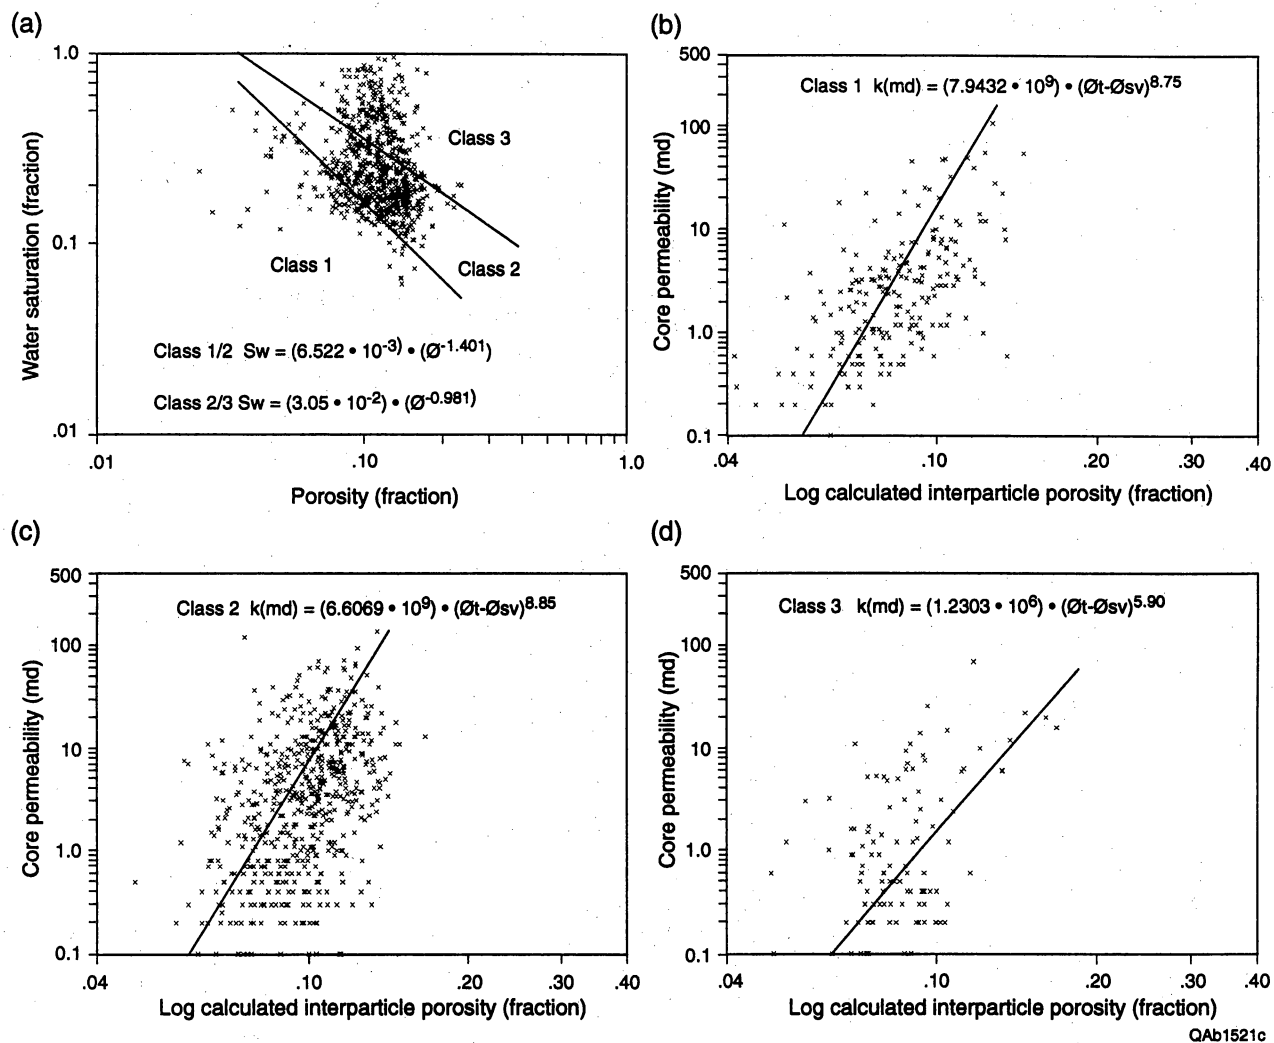 (a)
1.0
0.1
.01
.01
.10
1.0
Water saturation (fraction)
Porosity (fraction)
Class 3
Class 1
Class 2
Class 1/2 Sw = (6.522 • 10-3) • (Ø-1.401)
Class 2/3 Sw = (3.05 • 10-2) • (Ø-0.981)
(b)
500
100
10
1.0
0.1
.04
.10
.20
.30
.40
Core permeability (md)
Log calculated interparticle porosity (fraction)
Class 1 k(md) = (7.9432 • 109) • (Øt-Øsv)8.75
(c)
500
100
10
1.0
0.1
.04
.10
.20
.30
.40
Core permeability (md)
Log calculated interparticle porosity (fraction)
Class 2 k(md) = (6.6069 • 109) • (Øt-Øsv)8.85
(d)
500
100
10
1.0
0.1
.04
.10
.20
.30
.40
Core permeability (md)
Log calculated interparticle porosity (fraction)
Class 3 k(md) = (1.2303 • 106) • (Øt-Øsv)5.90
QAb1521c